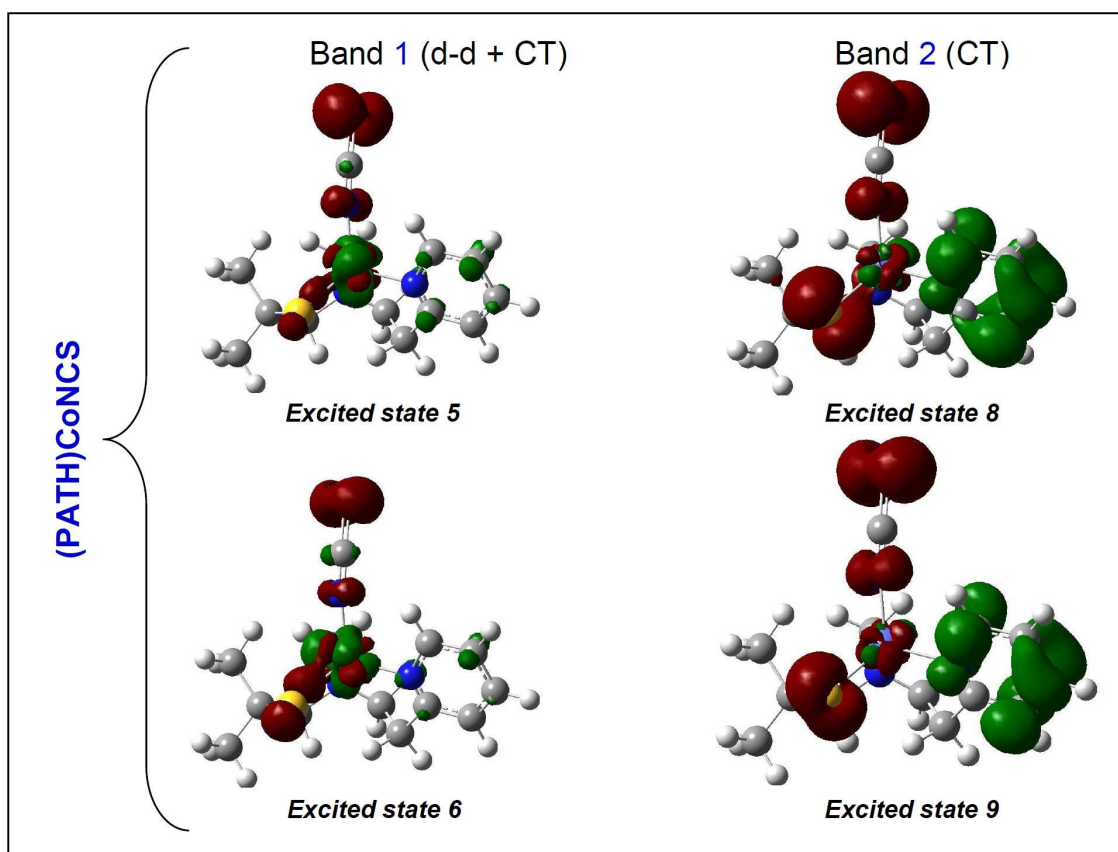 Band 1 (d-d + CT)
Band 2 (CT)
(PATH)CoNCS
Excited state 5
Excited state 8
Excited state 6
Excited state 9